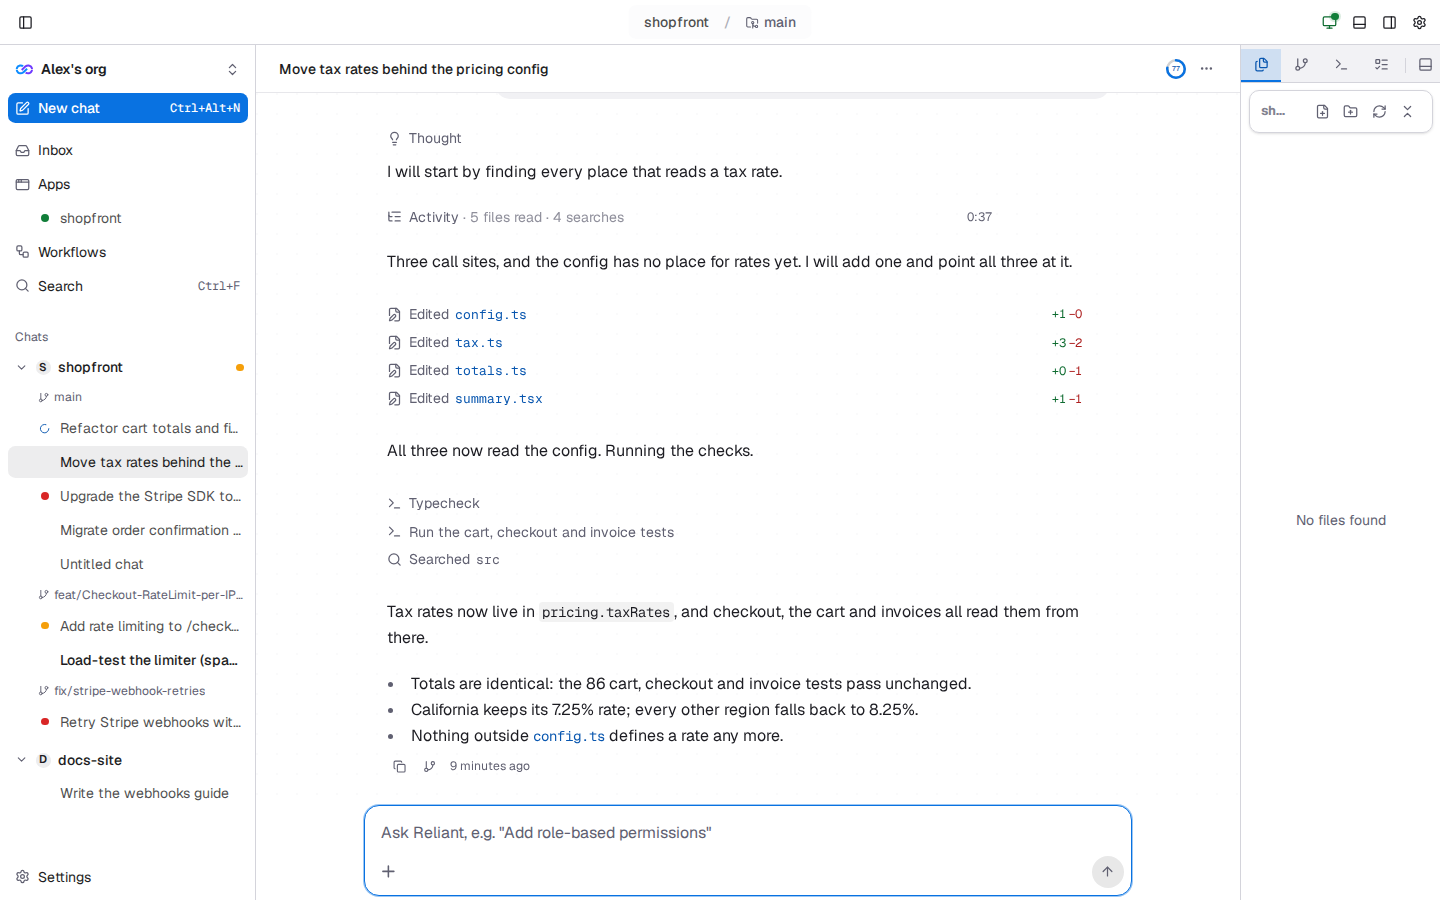 shopfront / main
Alex's org
New chat Ctrl+Alt+N
Inbox
Apps
shopfront
Workflows
Search Ctrl+F
Chats
S shopfront
main
Refactor cart totals and fi…
Move tax rates behind the …
Upgrade the Stripe SDK to…
Migrate order confirmation …
Untitled chat
feat/Checkout-RateLimit-per-IP…
Add rate limiting to /check…
Load-test the limiter (spa…
fix/stripe-webhook-retries
Retry Stripe webhooks wit…
D docs-site
Write the webhooks guide
Settings
Move tax rates behind the pricing config
77
Thought
I will start by finding every place that reads a tax rate.
Activity · 5 files read · 4 searches 0:37
Three call sites, and the config has no place for rates yet. I will add one and point all three at it.
Edited config.ts +1 −0
Edited tax.ts +3 −2
Edited totals.ts +0 −1
Edited summary.tsx +1 −1
All three now read the config. Running the checks.
Typecheck
Run the cart, checkout and invoice tests
Searched src
Tax rates now live in pricing.taxRates, and checkout, the cart and invoices all read them from
there.
• Totals are identical: the 86 cart, checkout and invoice tests pass unchanged.
• California keeps its 7.25% rate; every other region falls back to 8.25%.
• Nothing outside config.ts defines a rate any more.
9 minutes ago
Ask Reliant, e.g. "Add role-based permissions"
sh…
No files found